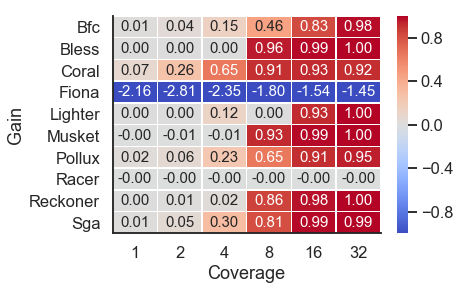 Gain
Bfc 0.01 0.04 0.15 0.46 0.83 0.98
Bless 0.00 0.00 0.00 0.96 0.99 1.00
Coral 0.07 0.26 0.65 0.91 0.93 0.92
Fiona -2.16 -2.81 -2.35 -1.80 -1.54 -1.45
Lighter 0.00 0.00 0.12 0.00 0.93 1.00
Musket -0.00 -0.01 -0.01 0.93 0.99 1.00
Pollux 0.02 0.06 0.23 0.65 0.91 0.95
Racer -0.00 -0.00 -0.00 -0.00 -0.00 -0.00
Reckoner 0.00 0.01 0.02 0.86 0.98 1.00
Sga 0.01 0.05 0.30 0.81 0.99 0.99
1 2 4 8 16 32
Coverage
0.8
0.4
0.0
−0.4
−0.8